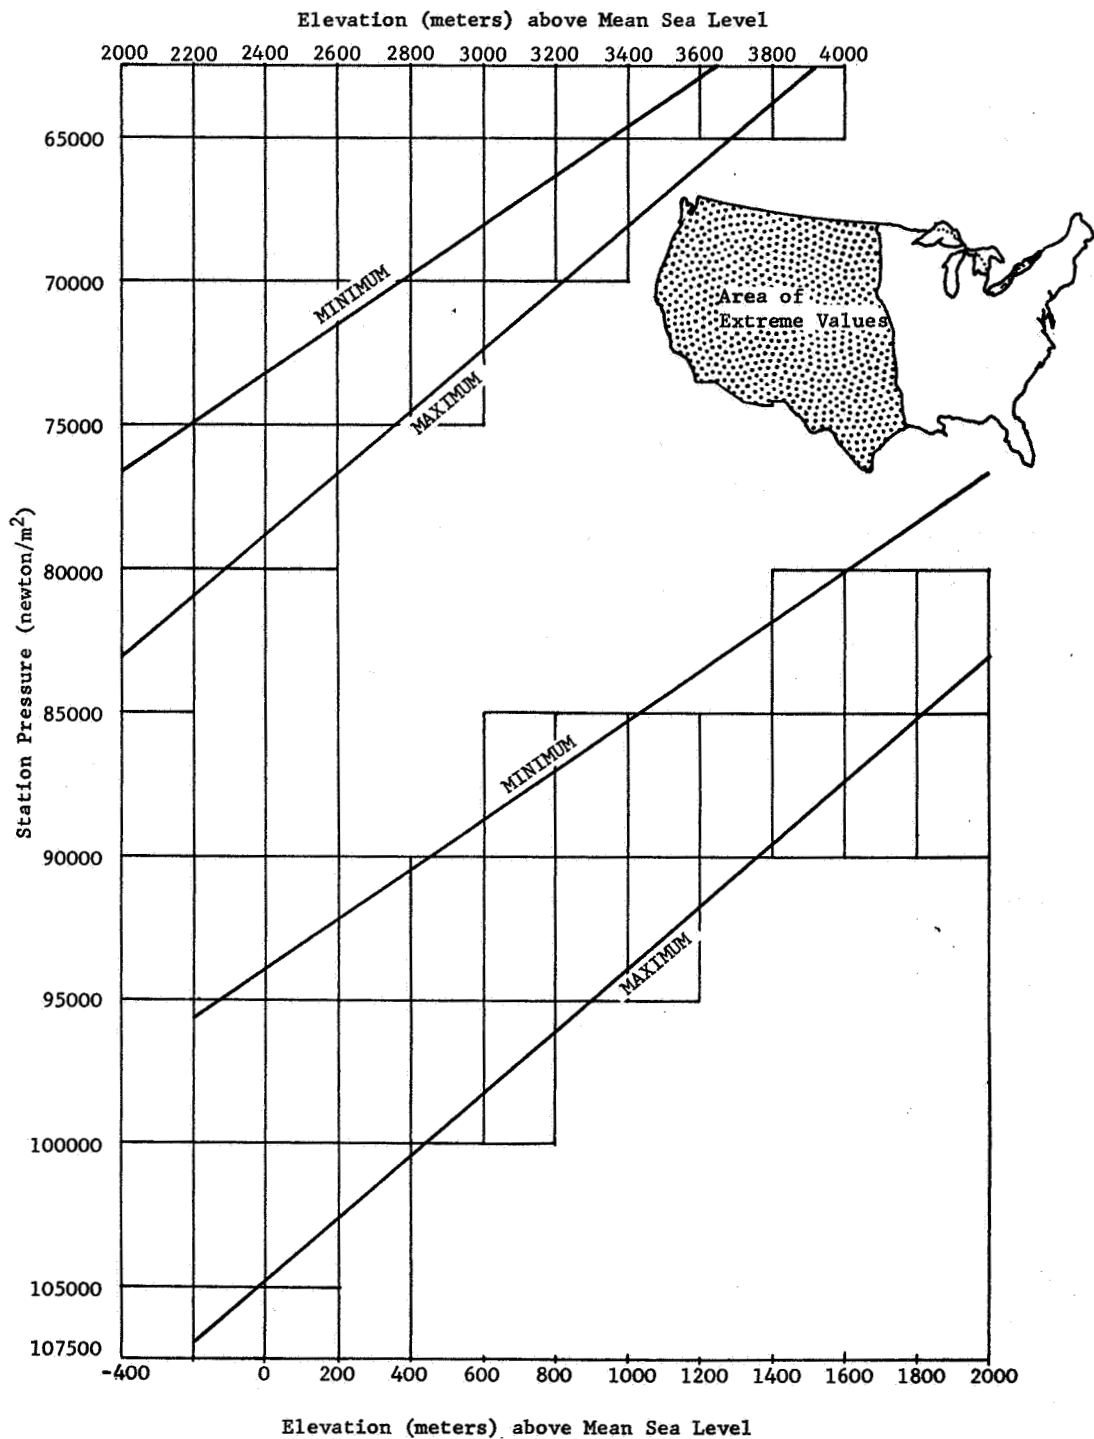 Elevation (meters) above Mean Sea Level
2000 2200 2400 2600 2800 3000 3200 3400 3600 3800 4000
65000
Area of
Extreme Values
70000
MINIMUM
MAXIMUM
75000
Station Pressure (newton/m²)
80000
85000
MINIMUM
90000
MAXIMUM
95000
100000
105000
107500
-400 0 200 400 600 800 1000 1200 1400 1600 1800 2000
Elevation (meters) above Mean Sea Level